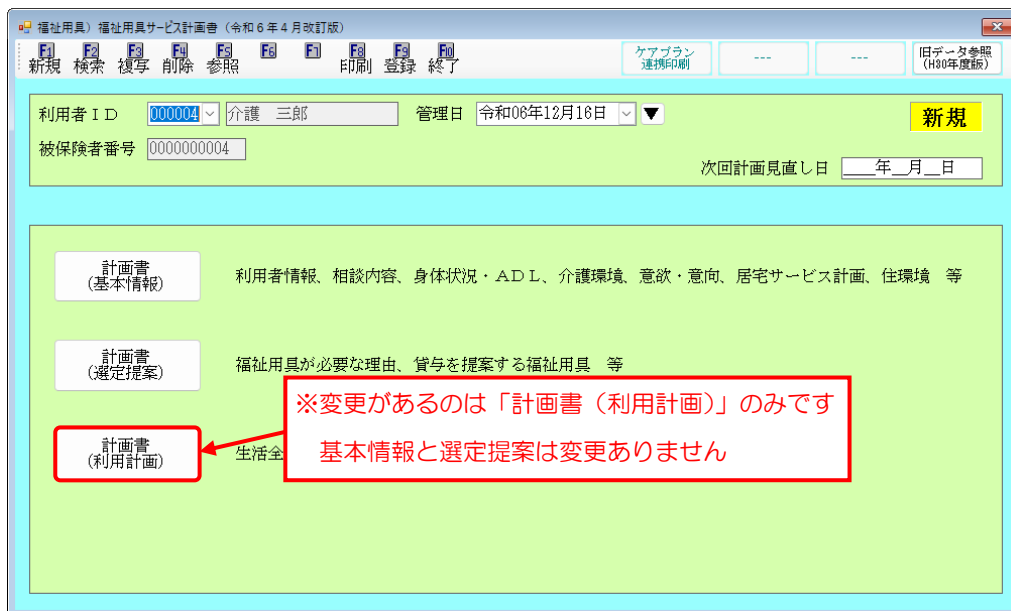 福祉用具）福祉用具サービス計画書（令和６年４月改訂版）
F1 F2 F3 F4 F5 F6 F7 F8 F9 F10
新規 検索 複写 削除 参照 印刷 登録 終了
ケアプラン
連携印刷
---
---
旧データ参照
(H30年度版)
利用者ＩＤ 000004 介護　三郎 管理日 令和06年12月16日 ▼ 新規
被保険者番号 0000000004
次回計画見直し日 ____年__月__日
計画書
(基本情報)
利用者情報、相談内容、身体状況・ＡＤＬ、介護環境、意欲・意向、居宅サービス計画、住環境　等
計画書
(選定提案)
福祉用具が必要な理由、貸与を提案する福祉用具　等
※変更があるのは「計画書（利用計画）」のみです
基本情報と選定提案は変更ありません
計画書
(利用計画)
生活全